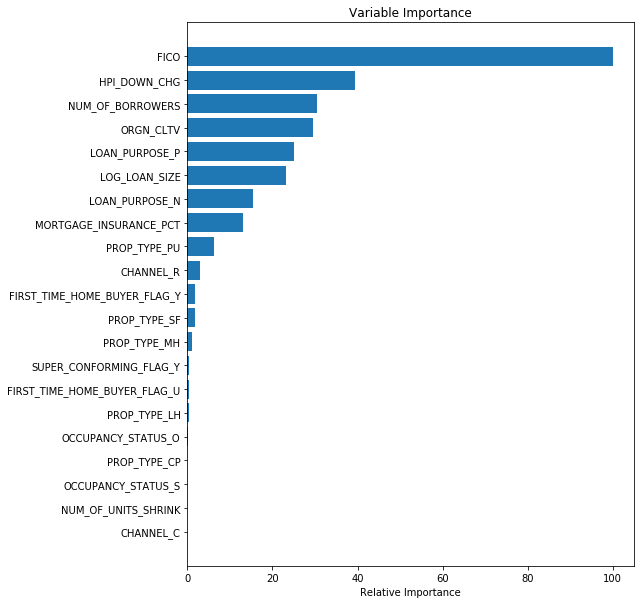 Variable Importance
FICO
HPI_DOWN_CHG
NUM_OF_BORROWERS
ORGN_CLTV
LOAN_PURPOSE_P
LOG_LOAN_SIZE
LOAN_PURPOSE_N
MORTGAGE_INSURANCE_PCT
PROP_TYPE_PU
CHANNEL_R
FIRST_TIME_HOME_BUYER_FLAG_Y
PROP_TYPE_SF
PROP_TYPE_MH
SUPER_CONFORMING_FLAG_Y
FIRST_TIME_HOME_BUYER_FLAG_U
PROP_TYPE_LH
OCCUPANCY_STATUS_O
PROP_TYPE_CP
OCCUPANCY_STATUS_S
NUM_OF_UNITS_SHRINK
CHANNEL_C
0 20 40 60 80 100
Relative Importance